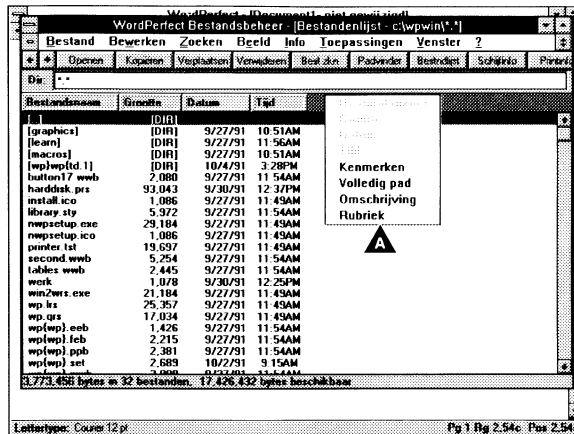 WordPerfect - [Document1 - niet gewijzigd]
WordPerfect Bestandsbeheer - [Bestandenlijst - c:\wpwin\*.*]
Bestand Bewerken Zoeken Beeld Info Toepassingen Venster ?
Openen Kopiëren Verplaatsen Verwijderen Best zkn Padvinder Bestndlijst Schijfinfo Printinfo
Dir: *.*
Bestandsnaam Grootte Datum Tijd
[..] [DIR]
[graphics] [DIR] 9/27/91 10:51AM
[learn] [DIR] 9/27/91 11:56AM
[macros] [DIR] 9/27/91 10:51AM
[wp}wp{td.1] [DIR] 10/4/91 3:28PM
button17.wwb 2,080 9/27/91 11:54AM
harddisk.prs 93,043 9/30/91 12:37PM
install.ico 1,086 9/27/91 11:49AM
library.sty 5,972 9/27/91 11:54AM
nwpsetup.exe 29,184 9/27/91 11:49AM
nwpsetup.ico 1,086 9/27/91 11:49AM
printer.tst 19,697 9/27/91 11:49AM
second.wwb 5,254 9/27/91 11:54AM
tables.wwb 2,445 9/27/91 11:54AM
werk 1,078 9/30/91 12:25PM
win2wrs.exe 21,184 9/27/91 11:49AM
wp.lrs 25,357 9/27/91 11:49AM
wp.qrs 17,034 9/27/91 11:49AM
wp{wp}.eeb 1,426 9/27/91 11:54AM
wp{wp}.feb 2,215 9/27/91 11:54AM
wp{wp}.ppb 2,381 9/27/91 11:54AM
wp{wp}.set 2,689 10/22/91 9:15AM
Kenmerken
Volledig pad
Omschrijving
Rubriek
A
3,773,456 bytes in 32 bestanden, 17,426,432 bytes beschikbaar
Lettertype: Courier 12 pt Pg 1 Rg 2,54c Pos 2,54